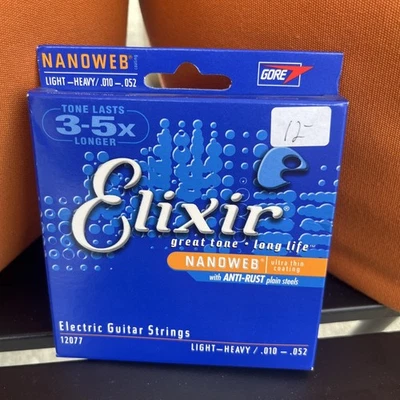 NANOWEB®
LIGHT-HEAVY/.010-.052
GORE
TONE LASTS
3-5x
LONGER
12-
e
Elixir
great tone • long life™
NANOWEB® ultra thin coating
with ANTI-RUST plain steels
Electric Guitar Strings
12077
LIGHT-HEAVY/.010-.052